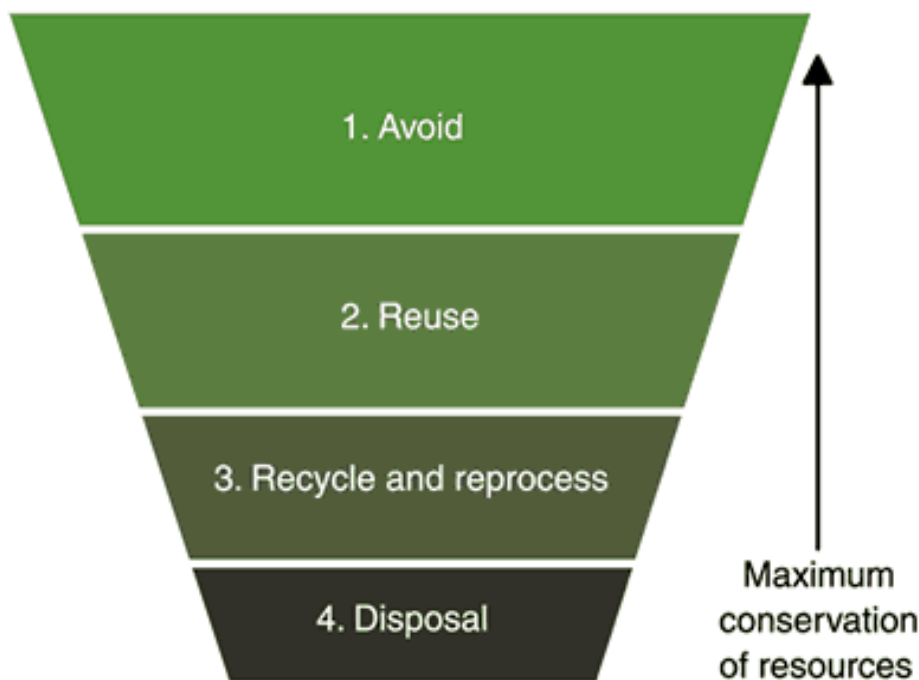 1. Avoid
2. Reuse
3. Recycle and reprocess
4. Disposal
Maximum
conservation
of resources